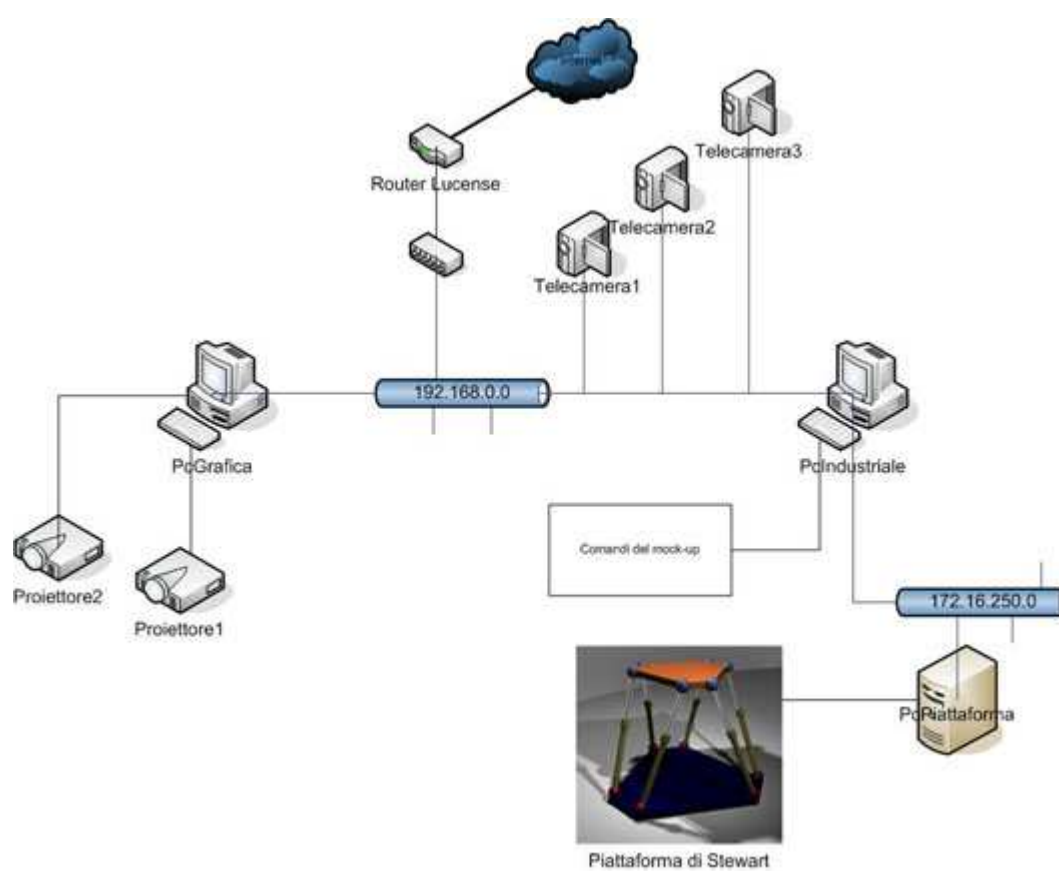 Telecamera3
Router Lucense
Telecamera2
Telecamera1
192.168.0.0
PcGrafica
PcIndustriale
Comandi del mock-up
Proiettore2
172.16.250.0
Proiettore1
PcPiattaforma
Piattaforma di Stewart